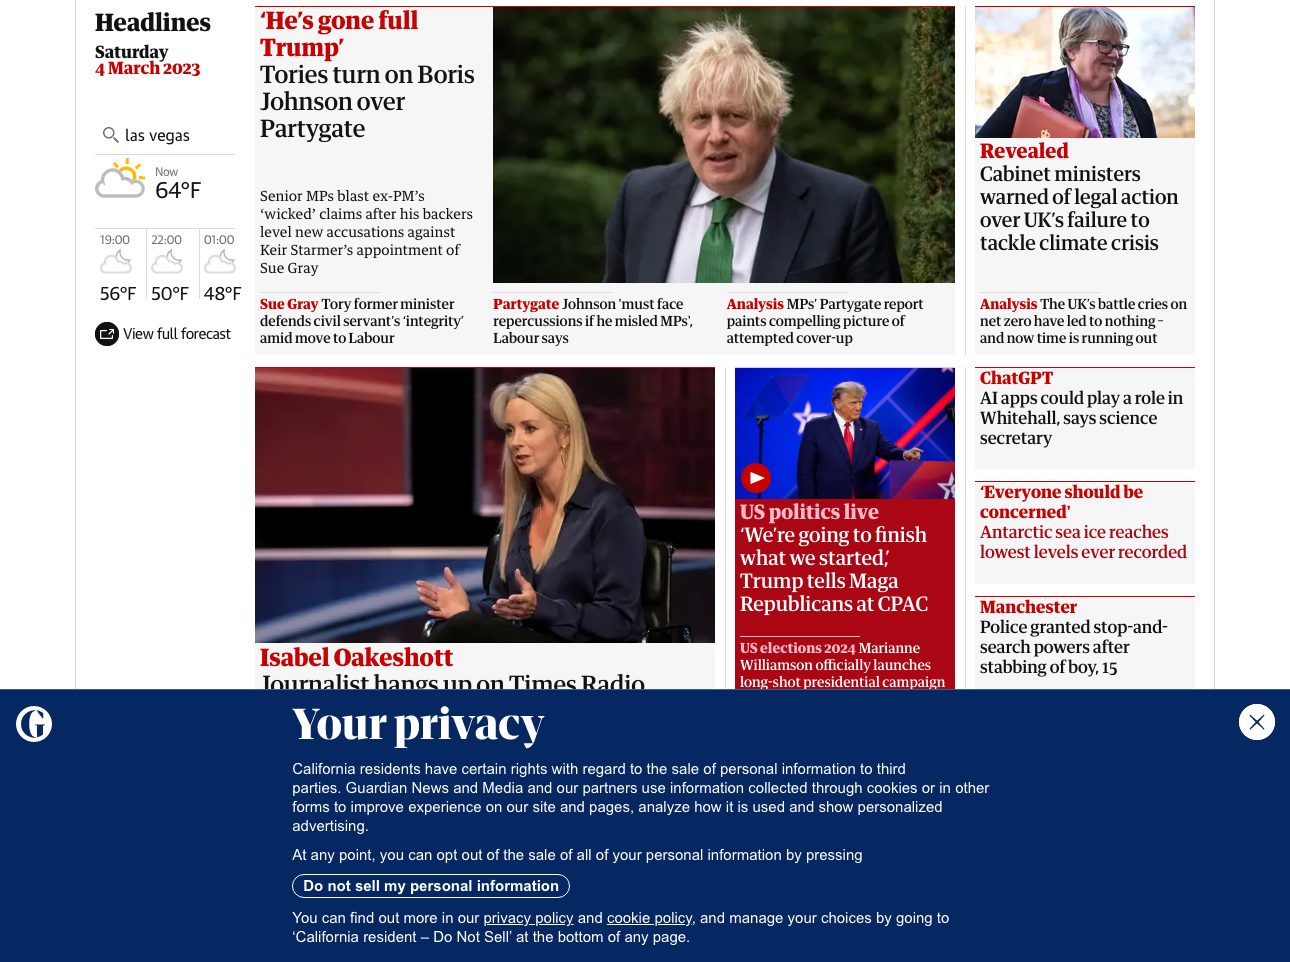 Headlines
Saturday
4 March 2023
las vegas
Now
64°F
19:00
22:00
01:00
56°F
50°F
48°F
View full forecast
‘He’s gone full
Trump’
Tories turn on Boris
Johnson over
Partygate
Senior MPs blast ex-PM’s
‘wicked’ claims after his backers
level new accusations against
Keir Starmer’s appointment of
Sue Gray
Sue Gray Tory former minister
defends civil servant’s ‘integrity’
amid move to Labour
Partygate Johnson 'must face
repercussions if he misled MPs',
Labour says
Analysis MPs’ Partygate report
paints compelling picture of
attempted cover-up
Revealed
Cabinet ministers
warned of legal action
over UK’s failure to
tackle climate crisis
Analysis The UK’s battle cries on
net zero have led to nothing –
and now time is running out
Isabel Oakeshott
Journalist hangs up on Times Radio
US politics live
‘We’re going to finish
what we started,’
Trump tells Maga
Republicans at CPAC
US elections 2024 Marianne
Williamson officially launches
long-shot presidential campaign
ChatGPT
AI apps could play a role in
Whitehall, says science
secretary
‘Everyone should be
concerned'
Antarctic sea ice reaches
lowest levels ever recorded
Manchester
Police granted stop-and-
search powers after
stabbing of boy, 15
G
Your privacy
California residents have certain rights with regard to the sale of personal information to third
parties. Guardian News and Media and our partners use information collected through cookies or in other
forms to improve experience on our site and pages, analyze how it is used and show personalized
advertising.
At any point, you can opt out of the sale of all of your personal information by pressing
Do not sell my personal information
You can find out more in our privacy policy and cookie policy, and manage your choices by going to
‘California resident – Do Not Sell’ at the bottom of any page.